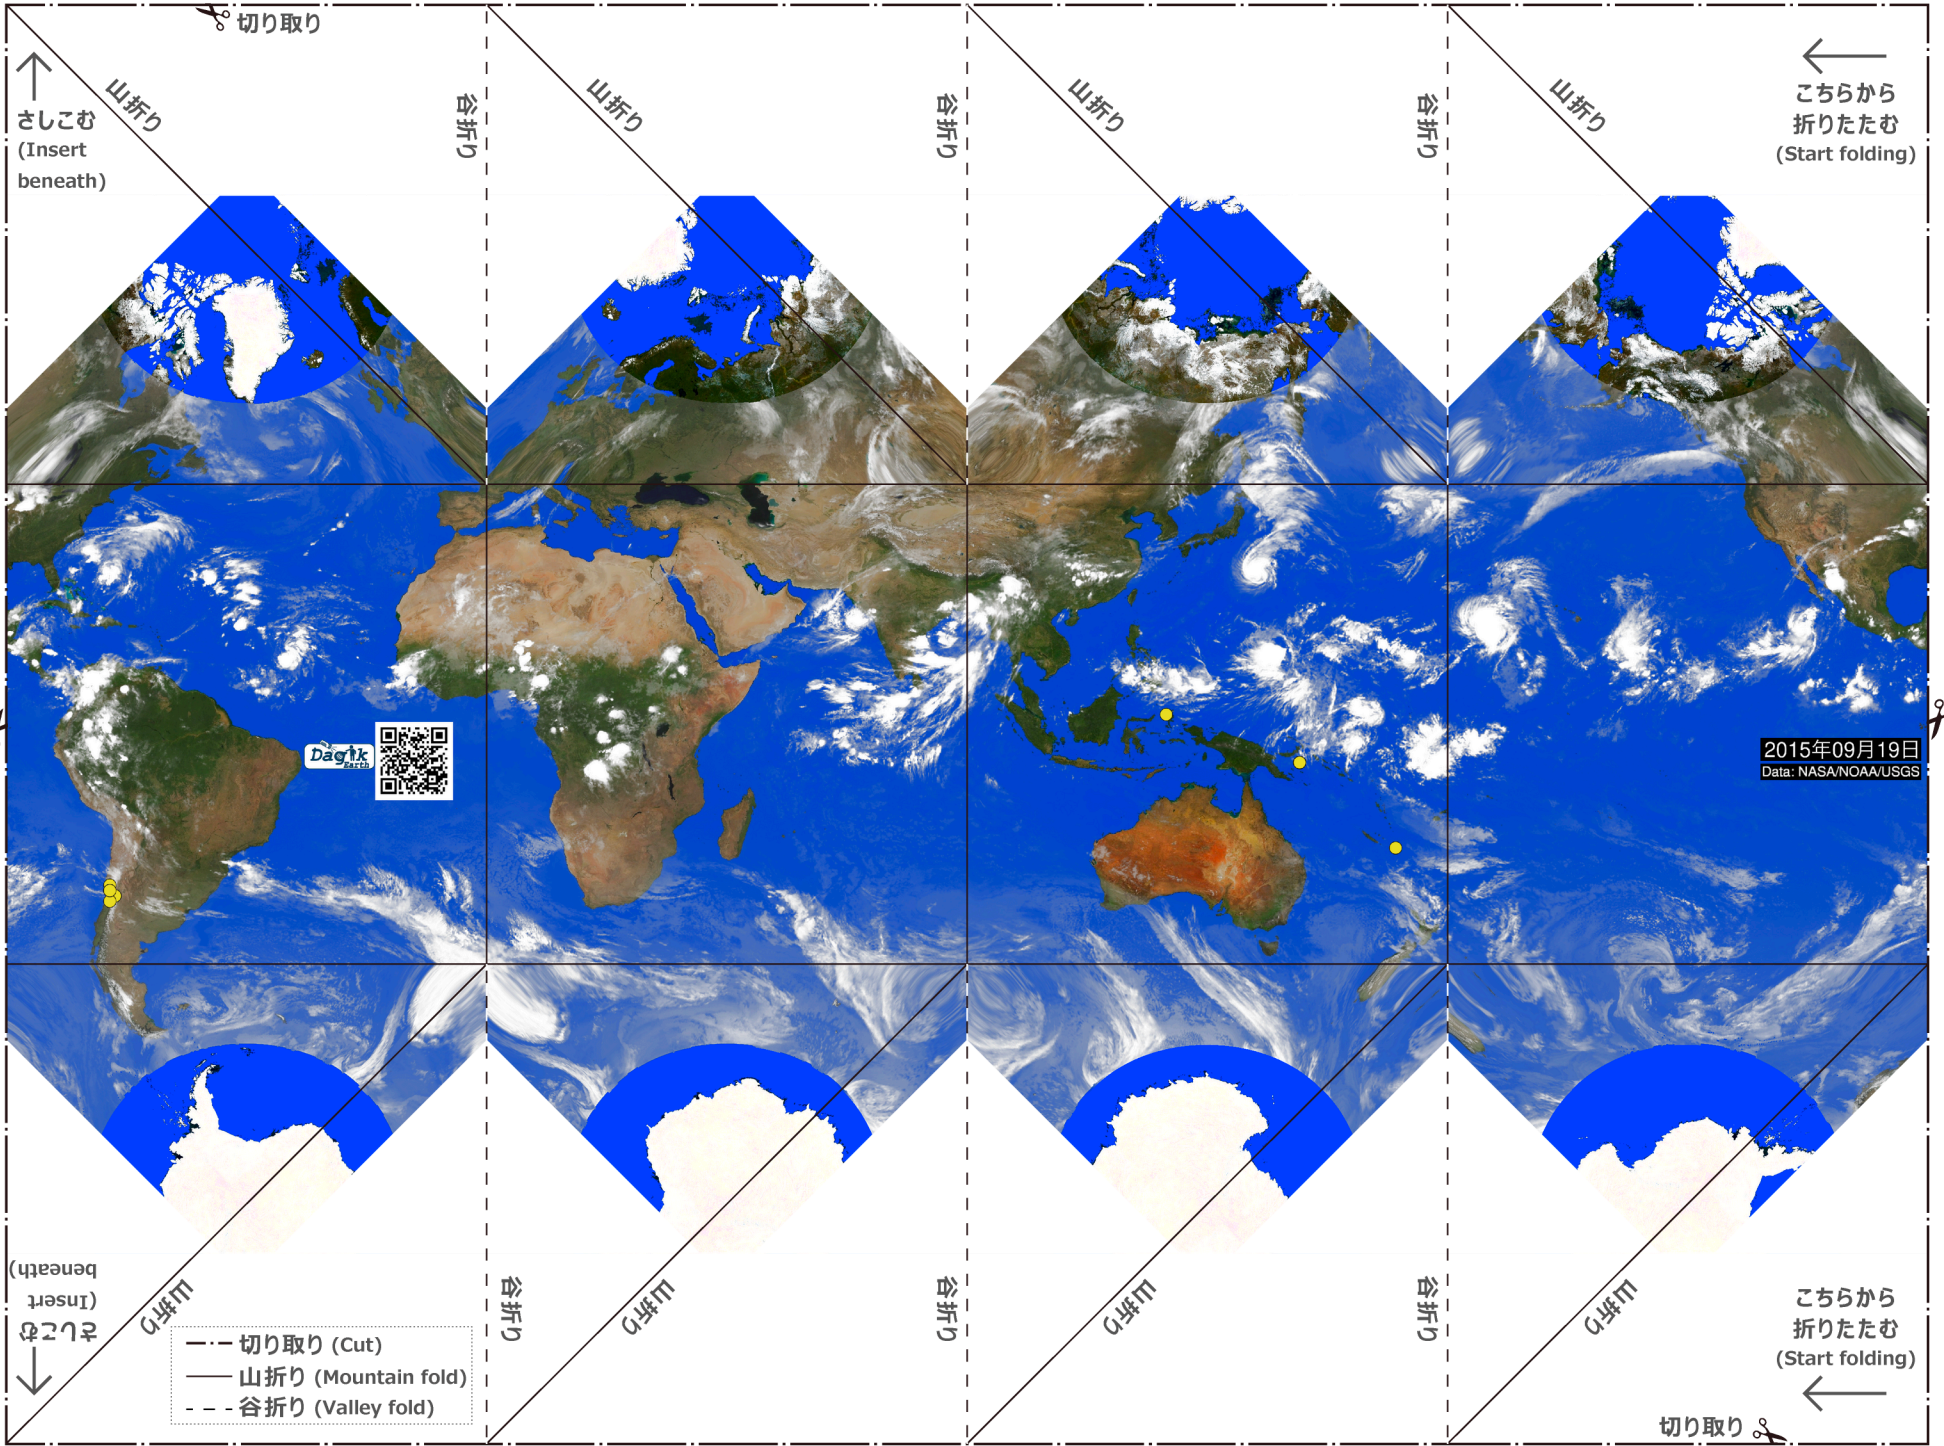 切り取り
山折り
谷折り
山折り
谷折り
山折り
谷折り
山折り
さしこむ
(Insert
beneath)
こちらから
折りたたむ
(Start folding)
Dagik
Earth
2015年09月19日
Data: NASA/NOAA/USGS
さしこむ
(Insert
beneath)
山折り
谷折り
山折り
谷折り
山折り
谷折り
山折り
こちらから
折りたたむ
(Start folding)
切り取り (Cut)
山折り (Mountain fold)
谷折り (Valley fold)
切り取り